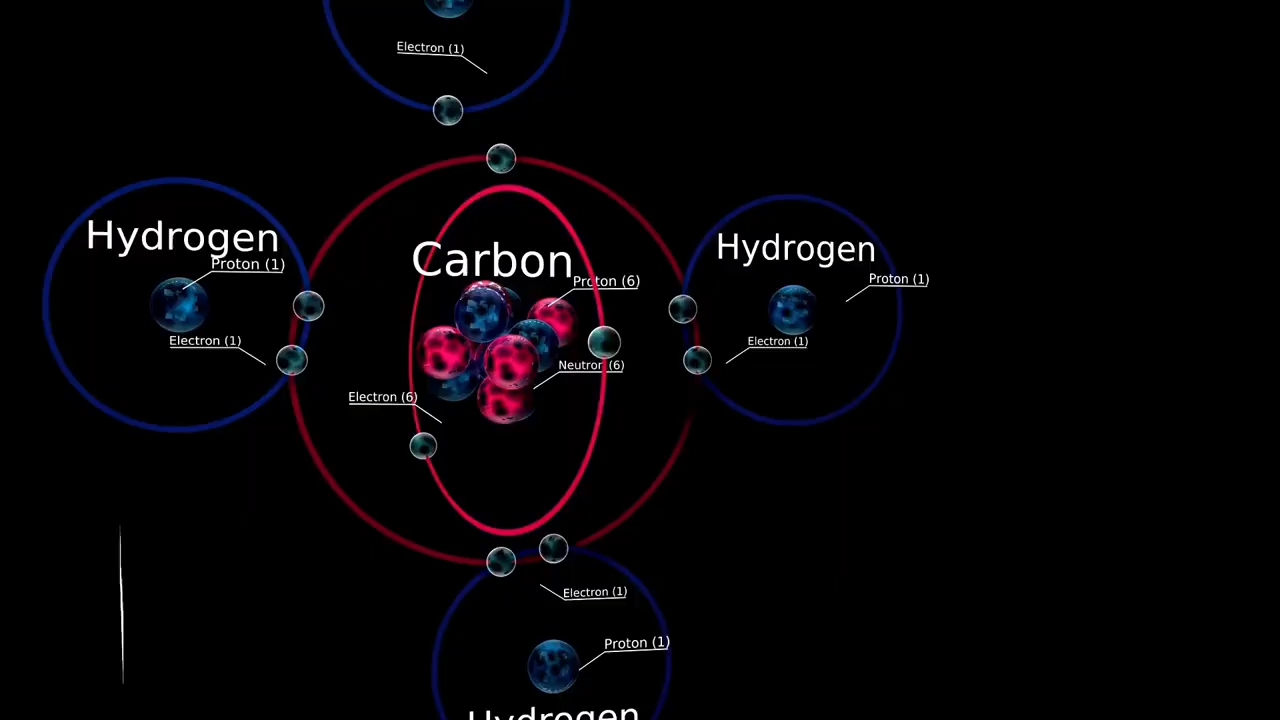 Electron (1)
Hydrogen
Proton (1)
Electron (1)
Carbon
Proton (6)
Neutron (6)
Electron (6)
Hydrogen
Proton (1)
Electron (1)
Electron (1)
Proton (1)
Hydrogen